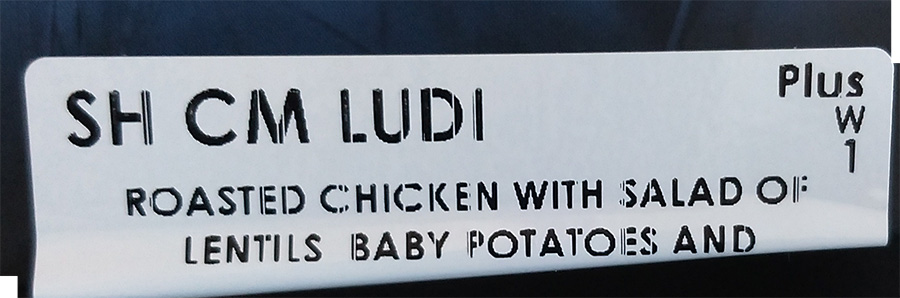 SH CM LUDI
Plus
W
1
ROASTED CHICKEN WITH SALAD OF
LENTILS BABY POTATOES AND